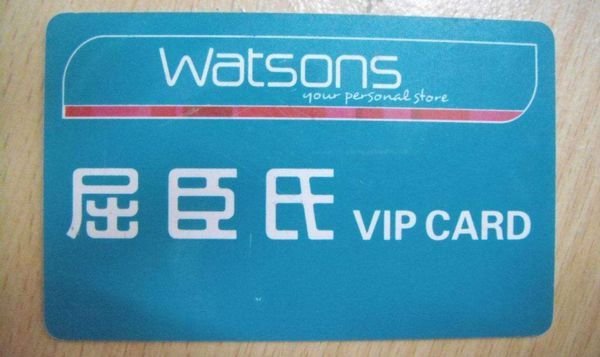 watsons
your personal store
屈臣氏 VIP CARD